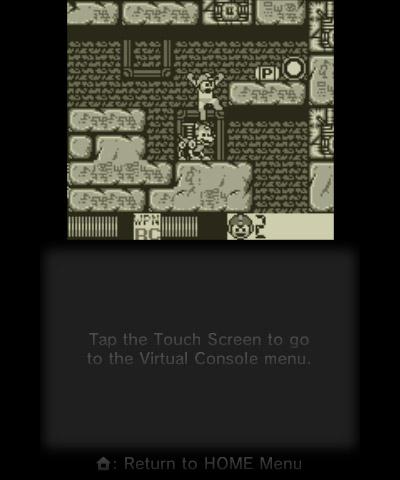 P
WPN
RC
2
Tap the Touch Screen to go
to the Virtual Console menu.
: Return to HOME Menu